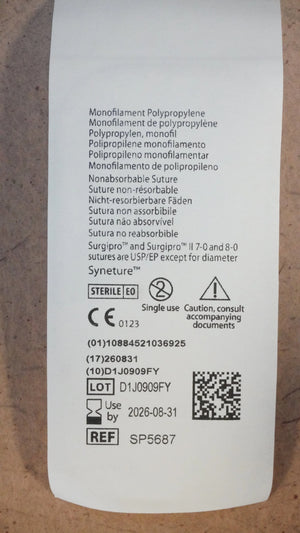 Monofilament Polypropylene
Monofilament de polypropylène
Polypropylen, monofil
Polipropilene monofilamento
Polipropileno monofilamentar
Monofilamento de polipropileno
Nonabsorbable Suture
Suture non-résorbable
Nicht-resorbierbare Fäden
Sutura non assorbibile
Sutura não absorvível
Sutura no reabsorbible
Surgipro™ and Surgipro™ II 7-0 and 8-0
sutures are USP/EP except for diameter
Syneture™
STERILE EO
2
Single use
Caution, consult
accompanying
documents
CE 0123
(01)10884521036925
(17)260831
(10)D1J0909FY
LOT D1J0909FY
Use
by 2026-08-31
REF SP5687